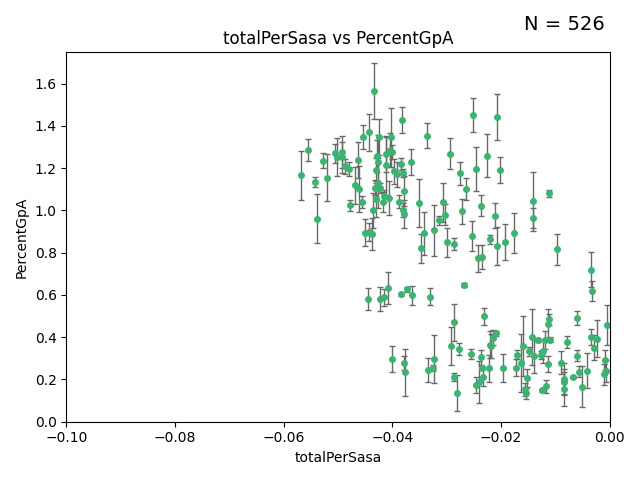 N = 526
totalPerSasa vs PercentGpA
PercentGpA
1.6
1.4
1.2
1.0
0.8
0.6
0.4
0.2
0.0
−0.10 −0.08 −0.06 −0.04 −0.02 0.00
totalPerSasa